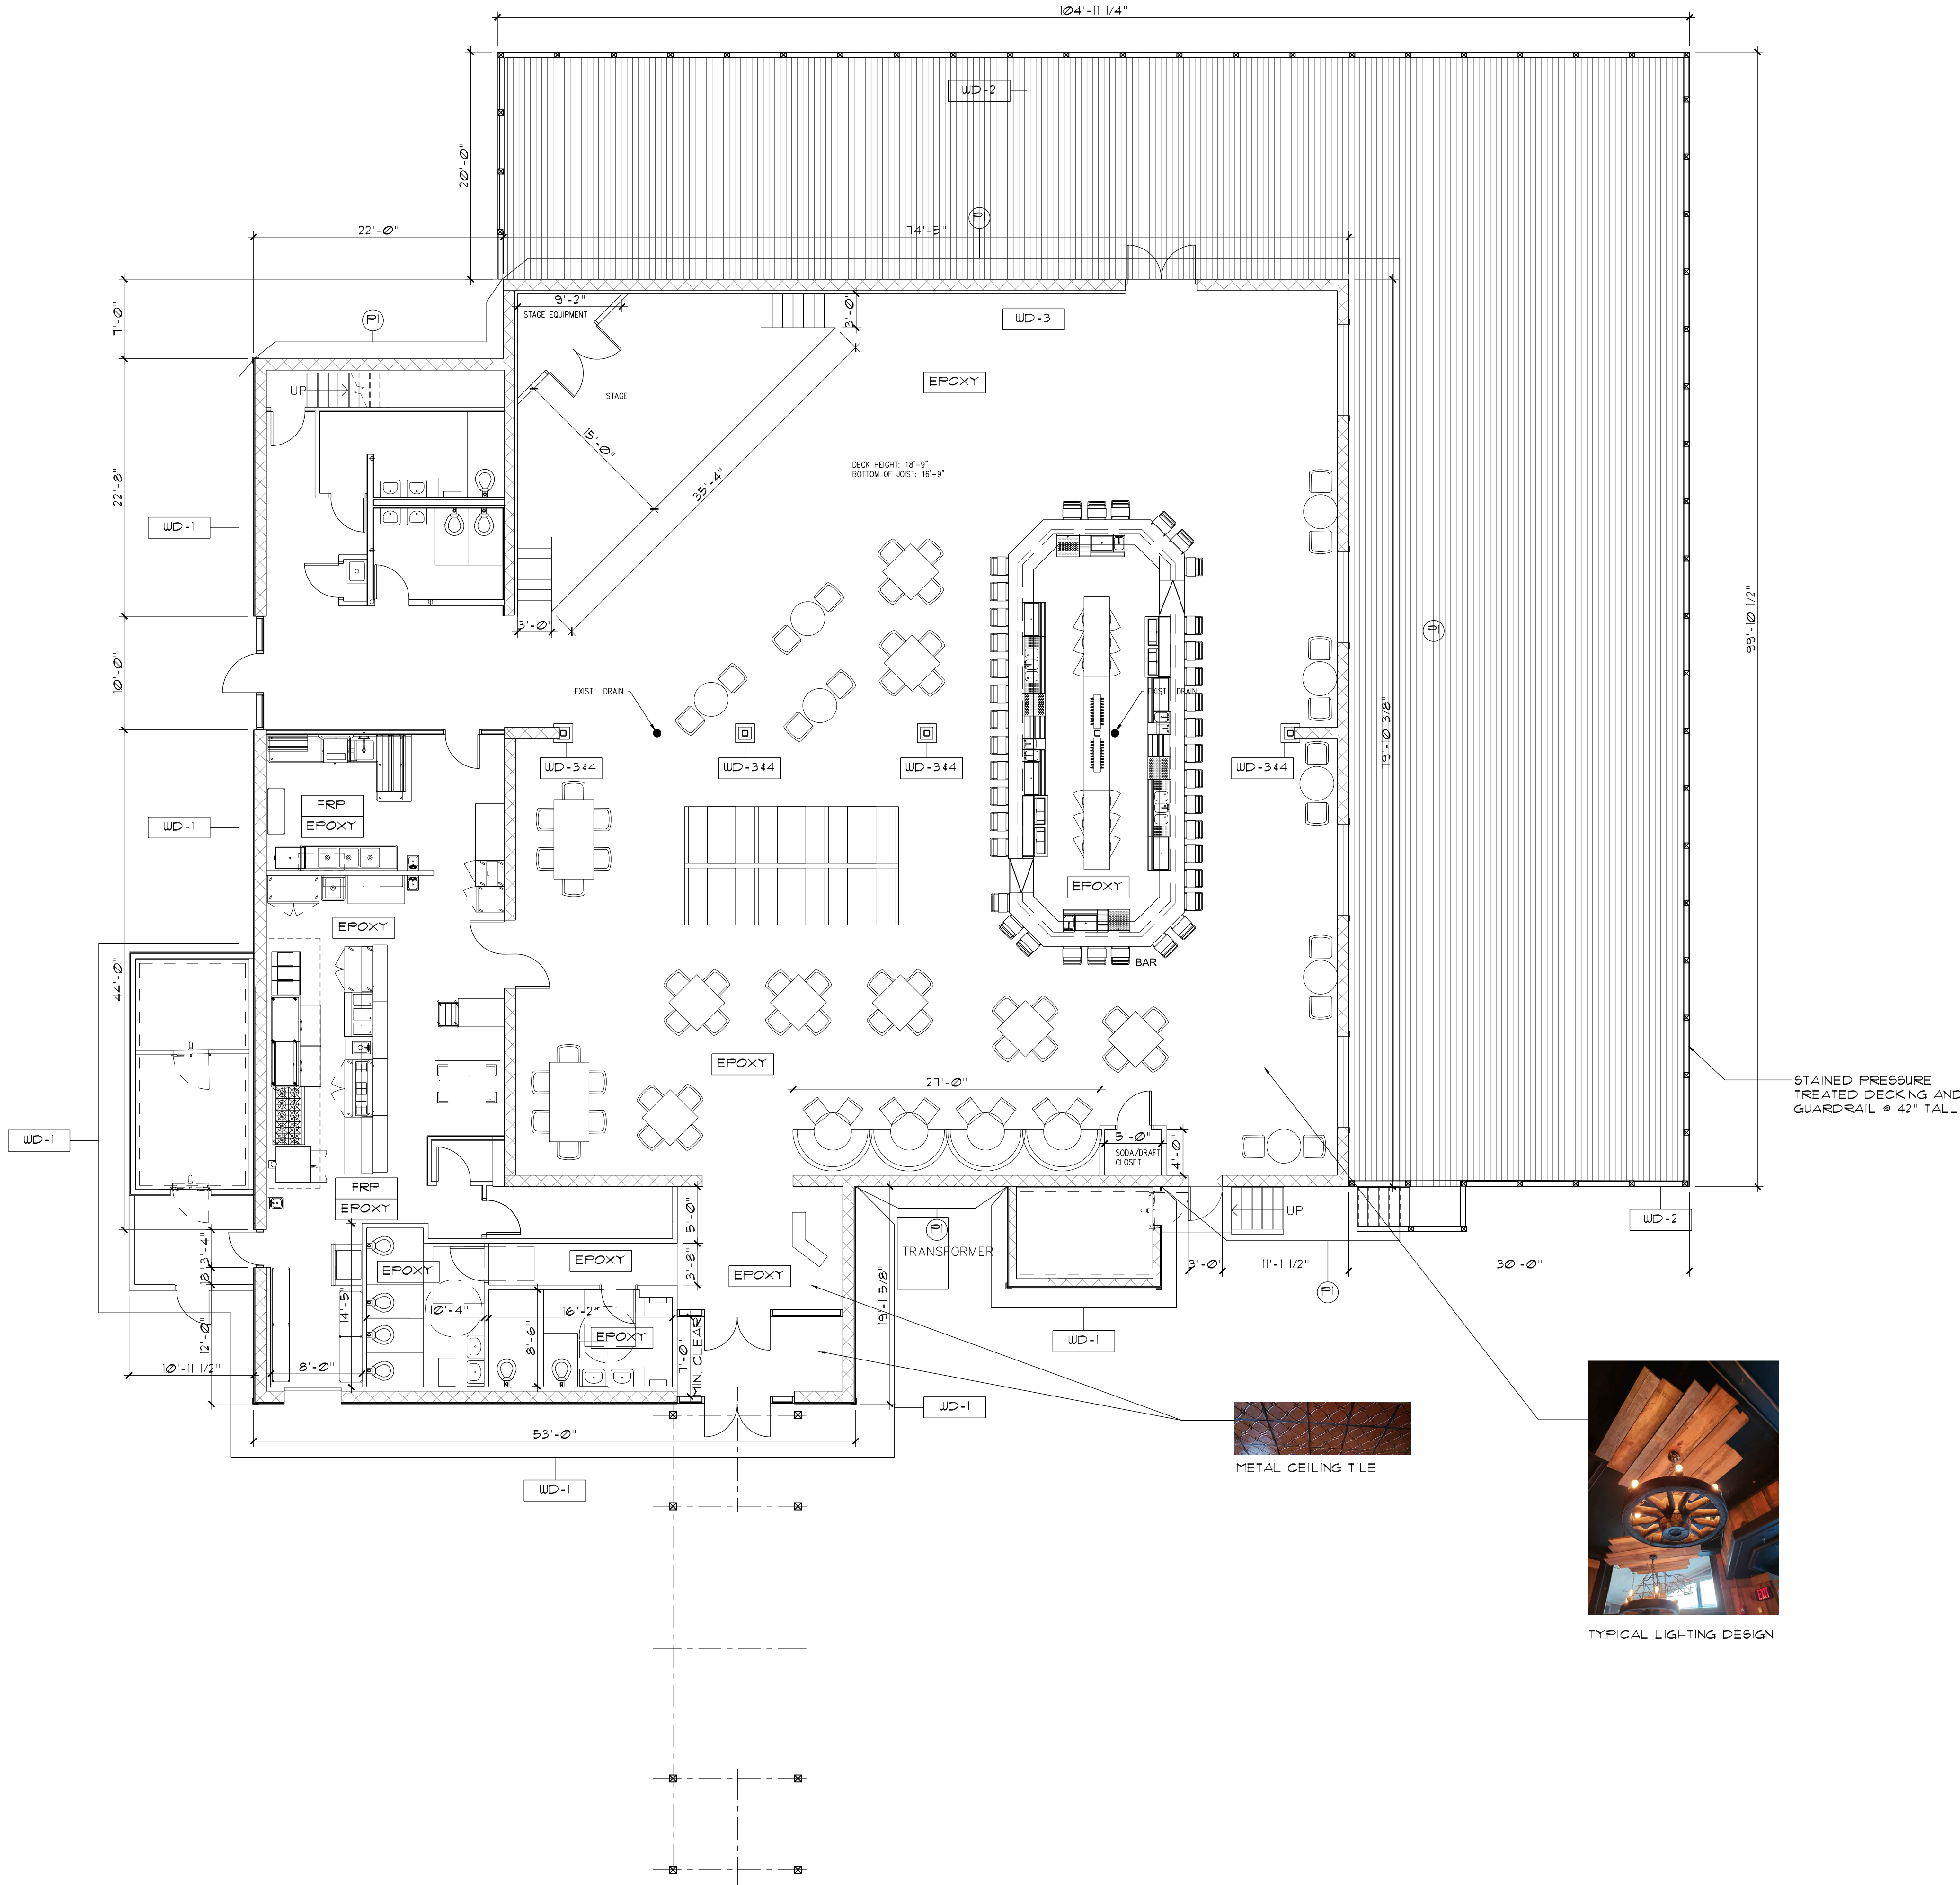 104'-11 1/4"
WD-2
20'-0"
P1
22'-0"
74'-5"
7'-0"
9'-2"
STAGE EQUIPMENT
3'-0"
WD-3
P1
EPOXY
UP
STAGE
15'-0"
35'-4"
DECK HEIGHT: 18'-9"
BOTTOM OF JOIST: 16'-9"
22'-8"
WD-1
99'-10 1/2"
3'-0"
P1
10'-0"
EXIST. DRAIN
EXIST. DRAIN
79'-10 3/8"
WD-3&4
WD-3&4
WD-3&4
WD-3&4
FRP
EPOXY
WD-1
EPOXY
EPOXY
BAR
44'-0"
EPOXY
27'-0"
STAINED PRESSURE
TREATED DECKING AND
GUARDRAIL @ 42" TALL
WD-1
5'-0"
4'-0"
SODA/DRAFT
CLOSET
FRP
EPOXY
5'-0"
P1
UP
WD-2
TRANSFORMER
3'-4"
18"
EPOXY
EPOXY
3'-8"
EPOXY
3'-0"
11'-1 1/2"
30'-0"
P1
14'-5"
10'-4"
16'-2"
19'-1 5/8"
8'-6"
EPOXY
7'-0"
MIN. CLEAR
WD-1
12'-0"
10'-11 1/2"
8'-0"
WD-1
53'-0"
METAL CEILING TILE
WD-1
EXIT
TYPICAL LIGHTING DESIGN